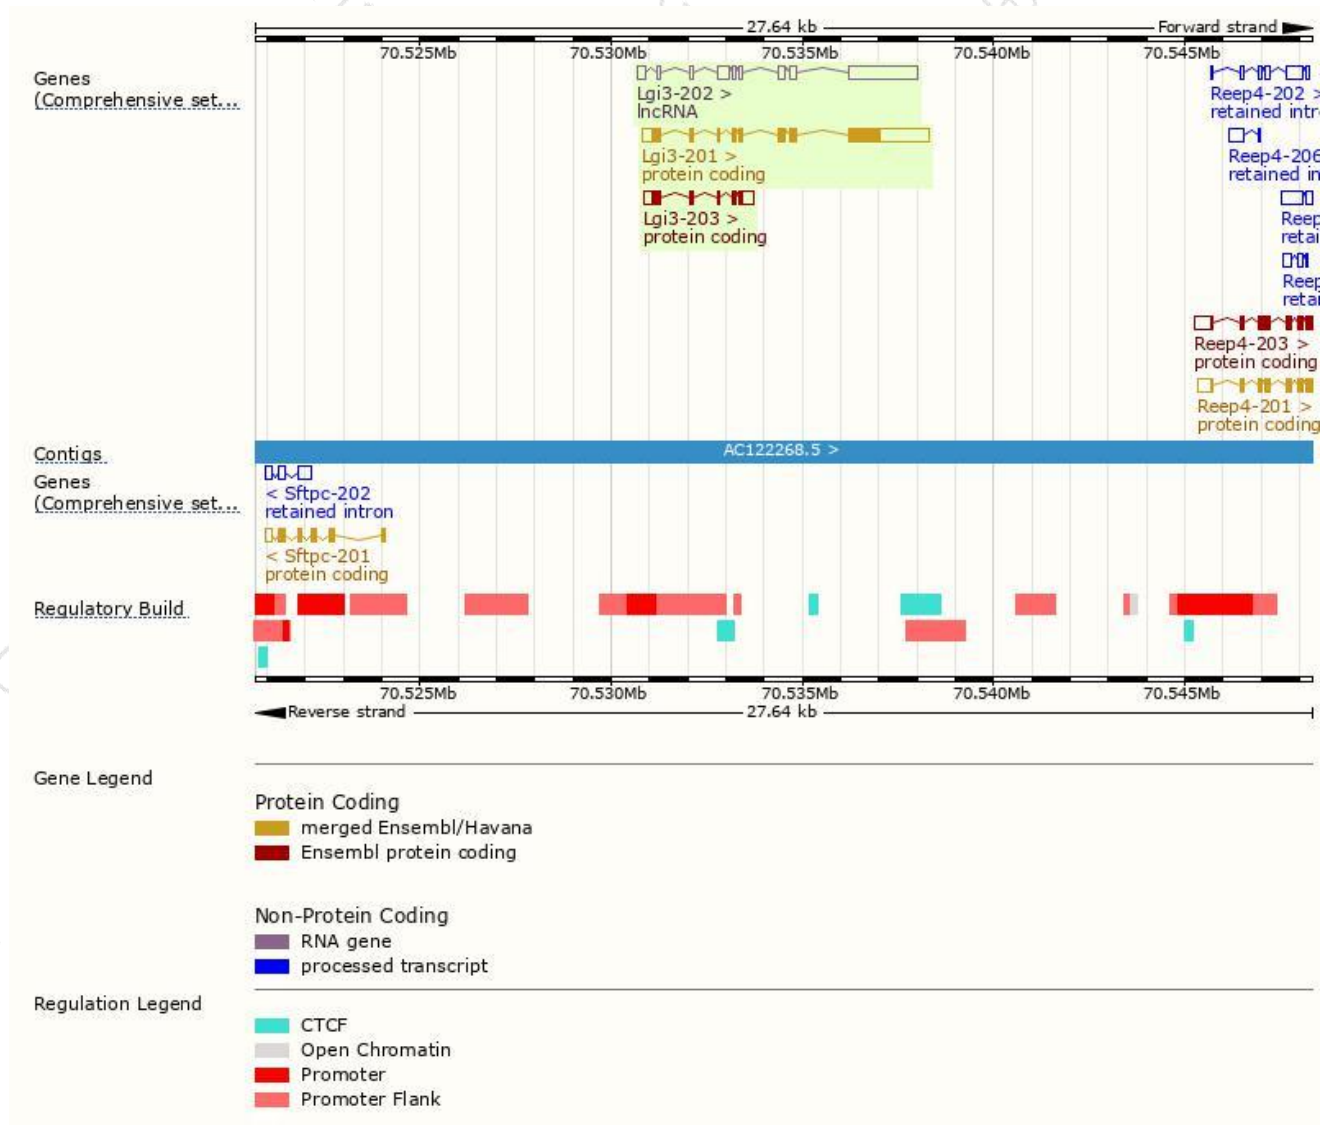 27.64 kb Forward strand
70.525Mb 70.530Mb 70.535Mb 70.540Mb 70.545Mb
Genes
(Comprehensive set...
Lgi3-202 >
lncRNA
Reep4-202 >
retained intr
Lgi3-201 >
protein coding
Reep4-206
retained in
Lgi3-203 >
protein coding
Reep
retai
Reep
retai
Reep4-203 >
protein coding
Reep4-201 >
protein coding
Contigs
AC122268.5 >
Genes
(Comprehensive set...
< Sftpc-202
retained intron
< Sftpc-201
protein coding
Regulatory Build
70.525Mb 70.530Mb 70.535Mb 70.540Mb 70.545Mb
Reverse strand 27.64 kb
Gene Legend
Protein Coding
merged Ensembl/Havana
Ensembl protein coding
Non-Protein Coding
RNA gene
processed transcript
Regulation Legend
CTCF
Open Chromatin
Promoter
Promoter Flank